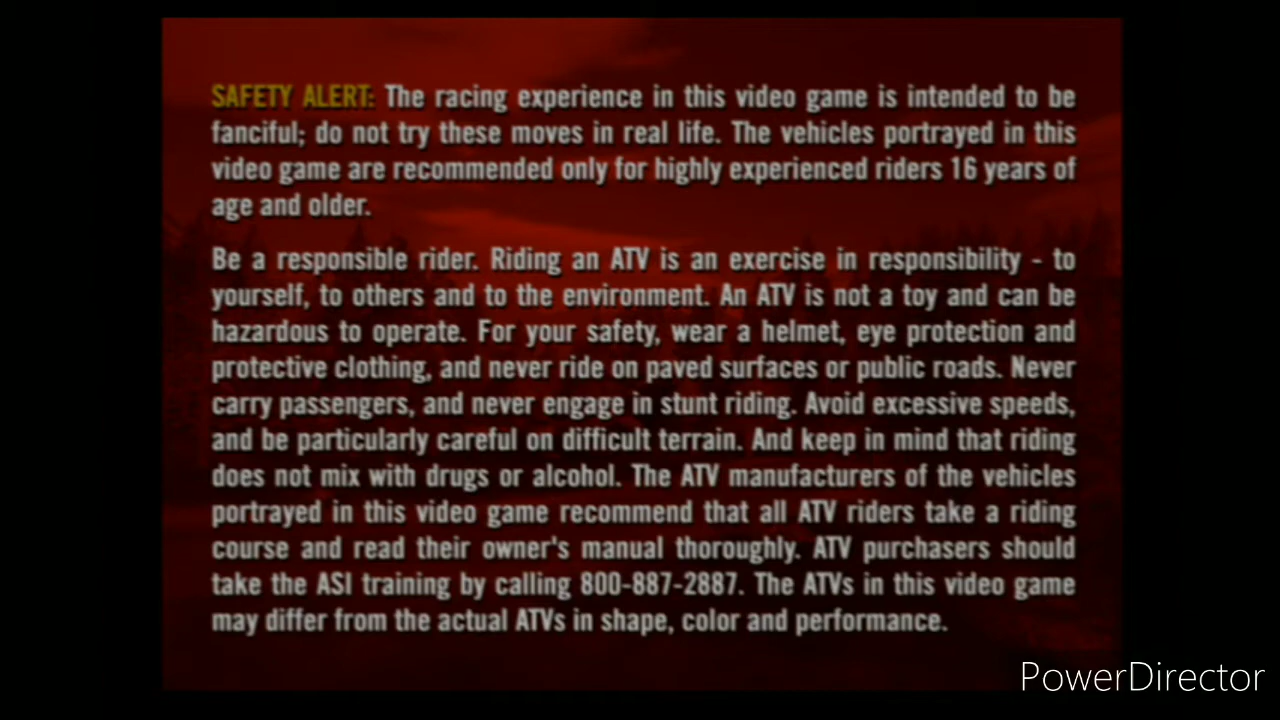 SAFETY ALERT: The racing experience in this video game is intended to be
fanciful; do not try these moves in real life. The vehicles portrayed in this
video game are recommended only for highly experienced riders 16 years of
age and older.
Be a responsible rider. Riding an ATV is an exercise in responsibility - to
yourself, to others and to the environment. An ATV is not a toy and can be
hazardous to operate. For your safety, wear a helmet, eye protection and
protective clothing, and never ride on paved surfaces or public roads. Never
carry passengers, and never engage in stunt riding. Avoid excessive speeds,
and be particularly careful on difficult terrain. And keep in mind that riding
does not mix with drugs or alcohol. The ATV manufacturers of the vehicles
portrayed in this video game recommend that all ATV riders take a riding
course and read their owner's manual thoroughly. ATV purchasers should
take the ASI training by calling 800-887-2887. The ATVs in this video game
may differ from the actual ATVs in shape, color and performance.
PowerDirector